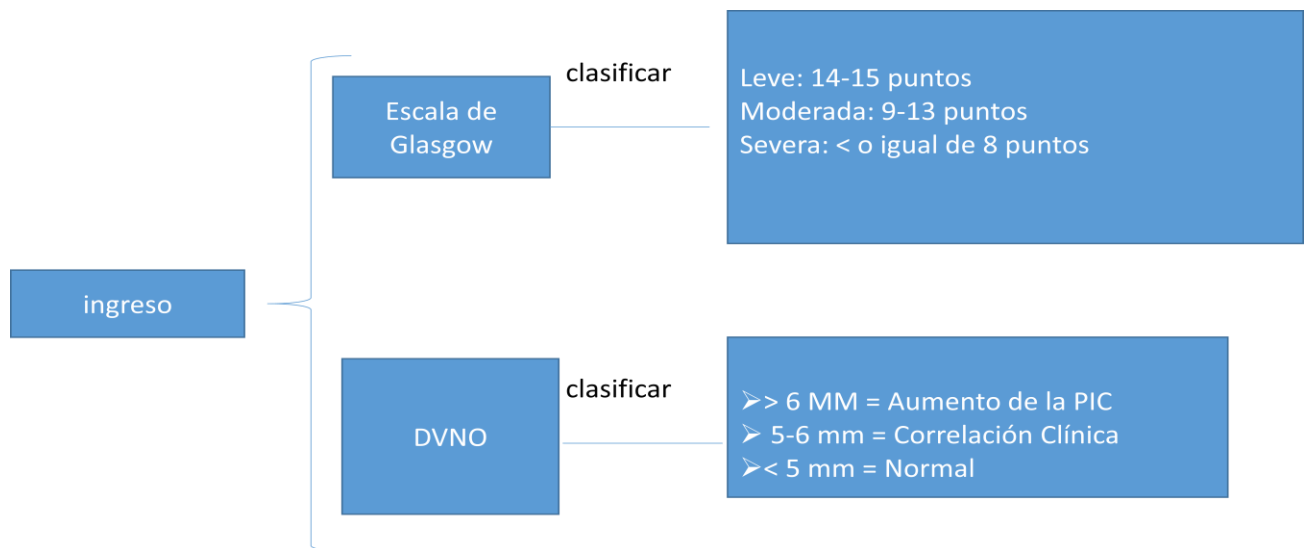 ingreso
Escala de
Glasgow
clasificar
Leve: 14-15 puntos
Moderada: 9-13 puntos
Severa: < o igual de 8 puntos
DVNO
clasificar
➢> 6 MM = Aumento de la PIC
➢ 5-6 mm = Correlación Clínica
➢< 5 mm = Normal